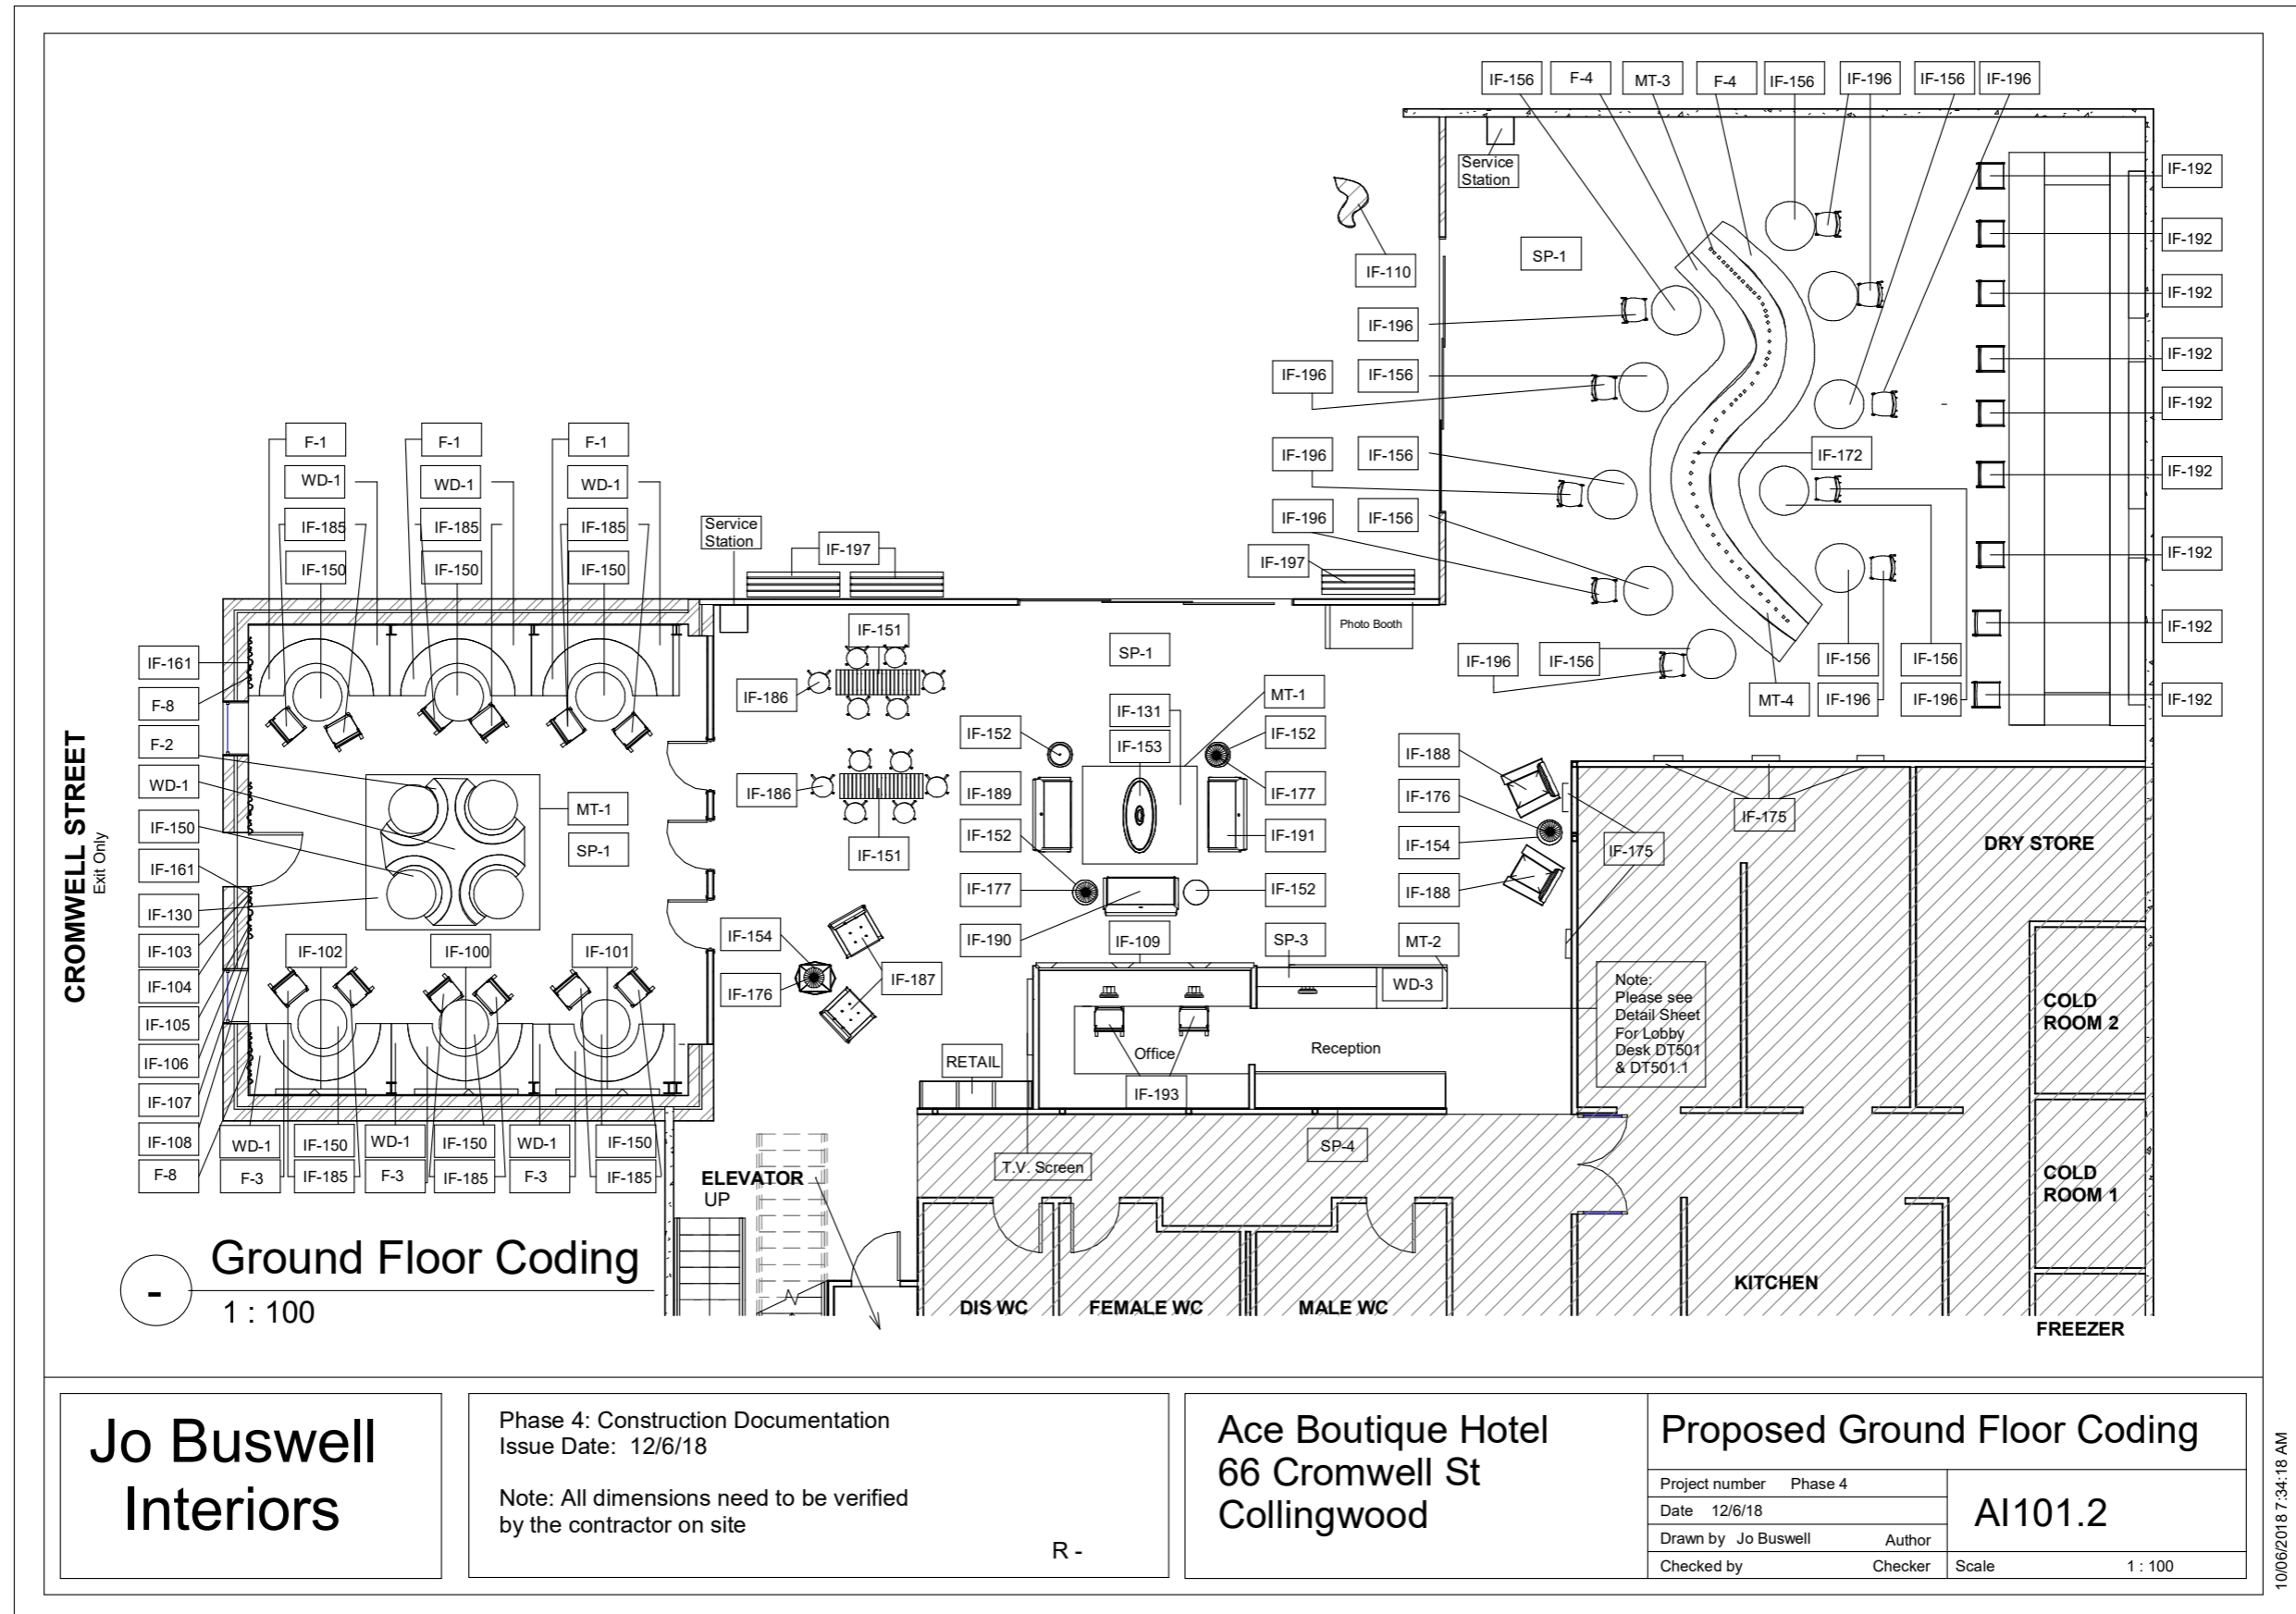 IF-156
F-4
MT-3
F-4
IF-156
IF-196
IF-156
IF-196
Service
Station
IF-192
IF-192
SP-1
IF-110
IF-192
IF-196
IF-192
IF-196
IF-156
IF-192
F-1
F-1
F-1
IF-196
IF-156
IF-172
WD-1
WD-1
WD-1
IF-192
IF-185
IF-185
IF-185
Service
Station
IF-196
IF-156
IF-197
IF-192
IF-150
IF-150
IF-150
IF-197
IF-151
Photo Booth
IF-192
IF-161
SP-1
IF-196
IF-156
IF-156
IF-156
F-8
IF-186
IF-131
MT-1
MT-4
IF-196
IF-196
IF-192
F-2
IF-152
IF-153
IF-152
IF-188
WD-1
IF-186
IF-189
IF-177
IF-176
MT-1
IF-175
IF-150
IF-152
IF-191
IF-154
DRY STORE
SP-1
IF-151
IF-175
IF-161
IF-177
IF-152
IF-188
CROMWELL STREET
Exit Only
IF-130
IF-103
IF-102
IF-100
IF-101
IF-154
IF-190
IF-109
SP-3
MT-2
IF-104
IF-176
IF-187
WD-3
Note:
Please see
Detail Sheet
For Lobby
Desk DT501
& DT501.1
COLD
ROOM 2
IF-105
IF-106
RETAIL
Office
Reception
IF-107
IF-193
IF-108
WD-1
IF-150
WD-1
IF-150
WD-1
IF-150
SP-4
F-8
F-3
IF-185
F-3
IF-185
F-3
IF-185
T.V. Screen
COLD
ROOM 1
ELEVATOR
UP
-
Ground Floor Coding
1 : 100
DIS WC
FEMALE WC
MALE WC
KITCHEN
FREEZER
Jo Buswell
Interiors
Phase 4: Construction Documentation
Issue Date: 12/6/18
Note: All dimensions need to be verified
by the contractor on site
R -
Ace Boutique Hotel
66 Cromwell St
Collingwood
Proposed Ground Floor Coding
Project number Phase 4
Date 12/6/18
Drawn by Jo Buswell Author
Checked by Checker
AI101.2
Scale 1 : 100
10/06/2018 7:34:18 AM